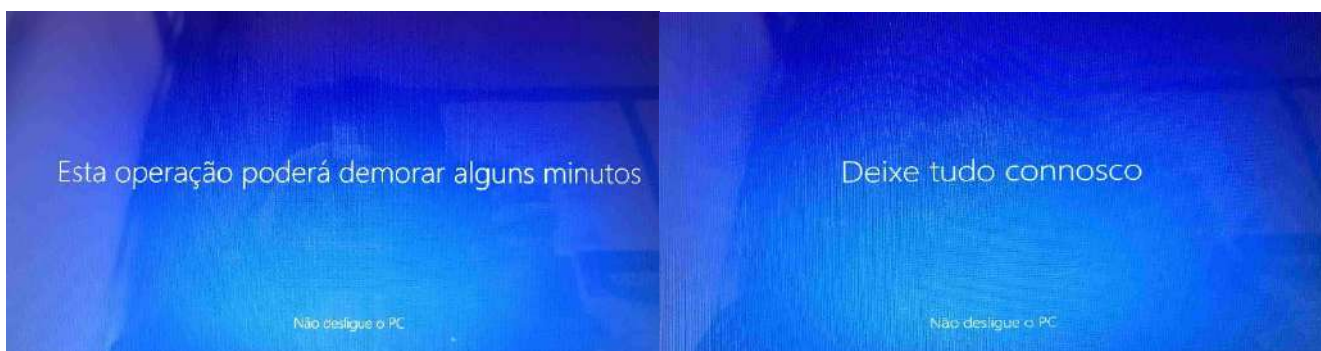 Esta operação poderá demorar alguns minutos
Não desligue o PC
Deixe tudo connosco
Não desligue o PC